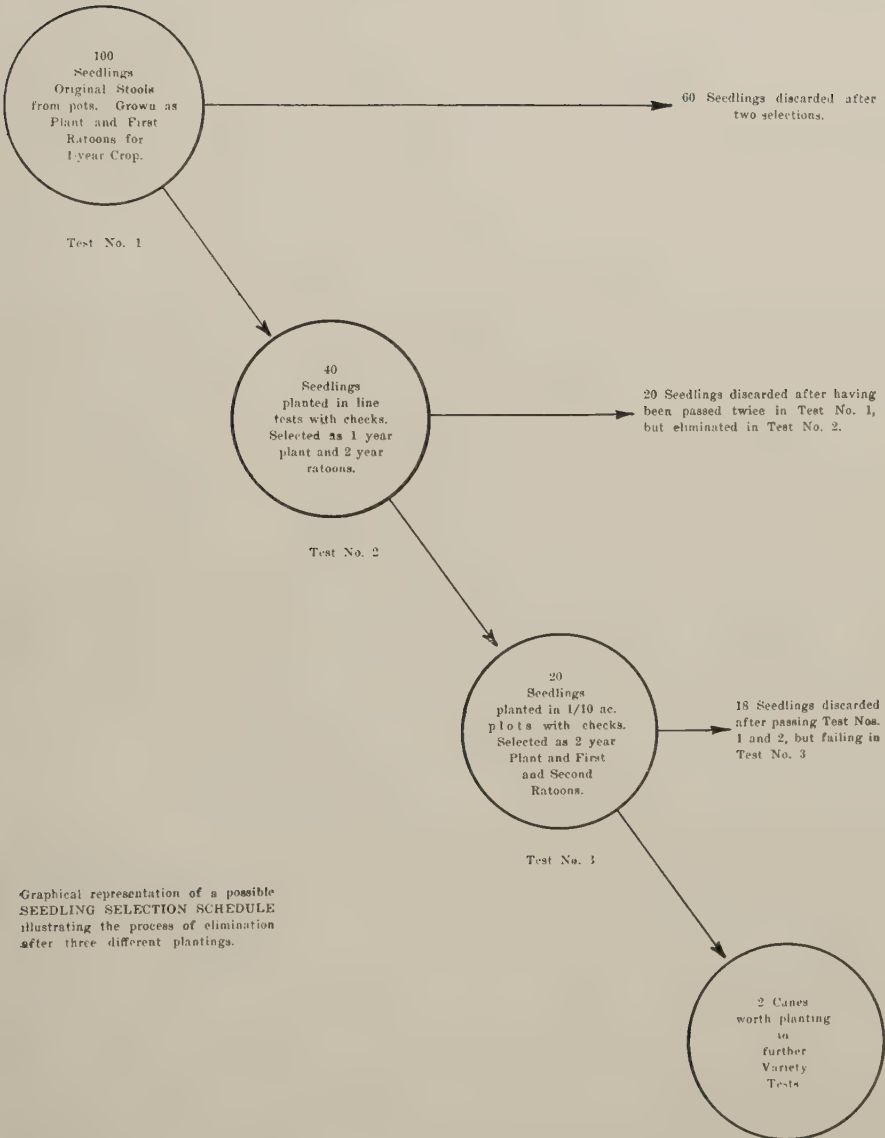 100
Seedlings
Original Stools
from pots. Grown as
Plant and First
Ratoons for
1-year Crop.
60 Seedlings discarded after
two selections.
Test No. 1
40
Seedlings
planted in line
tests with checks.
Selected as 1 year
plant and 2 year
ratoons.
20 Seedlings discarded after having
been passed twice in Test No. 1,
but eliminated in Test No. 2.
Test No. 2
20
Seedlings
planted in 1/10 ac.
plots with checks.
Selected as 2 year
Plant and First
and Second
Ratoons.
18 Seedlings discarded
after passing Test Nos.
1 and 2, but failing in
Test No. 3
Test No. 3
Graphical representation of a possible
SEEDLING SELECTION SCHEDULE
illustrating the process of elimination
after three different plantings.
2 Canes
worth planting
in
further
Variety
Tests